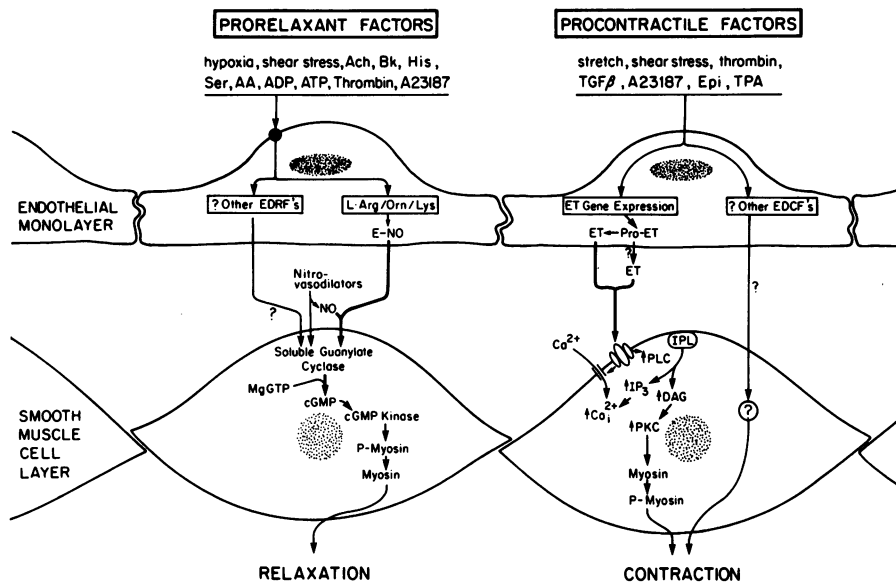 PRORELAXANT FACTORS
hypoxia, shear stress, Ach, Bk, His,
Ser, AA, ADP, ATP, Thrombin, A23187
PROCONTRACTILE FACTORS
stretch, shear stress, thrombin,
TGFβ, A23187, Epi, TPA
ENDOTHELIAL
MONOLAYER
? Other EDRF's
L-Arg/Orn/Lys
E-NO
ET Gene Expression
ET Pro-ET
?
ET
? Other EDCF's
Nitro-
vasodilators
NO
?
?
SMOOTH
MUSCLE
CELL
LAYER
Soluble Guanylate
Cyclase
MgGTP
cGMP
cGMP Kinase
P-Myosin
Myosin
Ca2+
↑PLC
IPL
↑IP3
↑Cai2+
↑DAG
↑PKC
?
Myosin
P-Myosin
RELAXATION
CONTRACTION